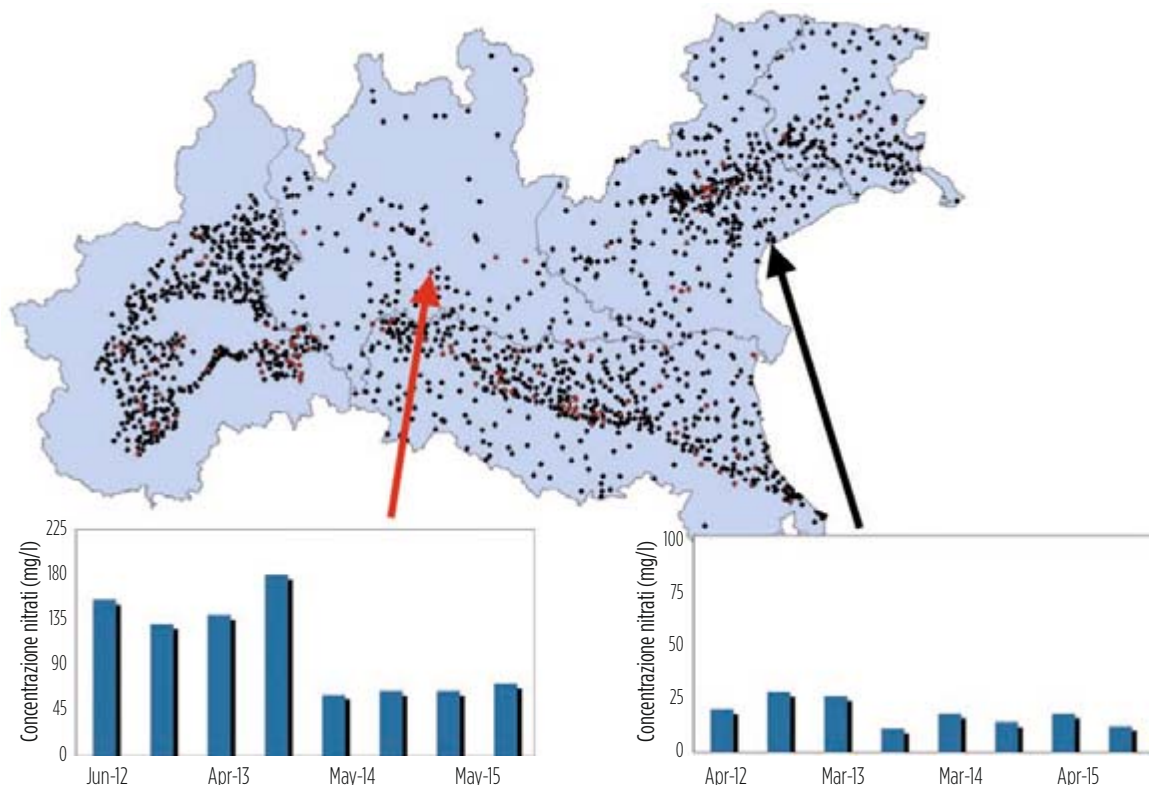 Concentrazione nitrati (mg/l)
225
180
135
90
45
0
Jun-12 Apr-13 May-14 May-15
Concentrazione nitrati (mg/l)
100
75
50
25
0
Apr-12 Mar-13 Mar-14 Apr-15